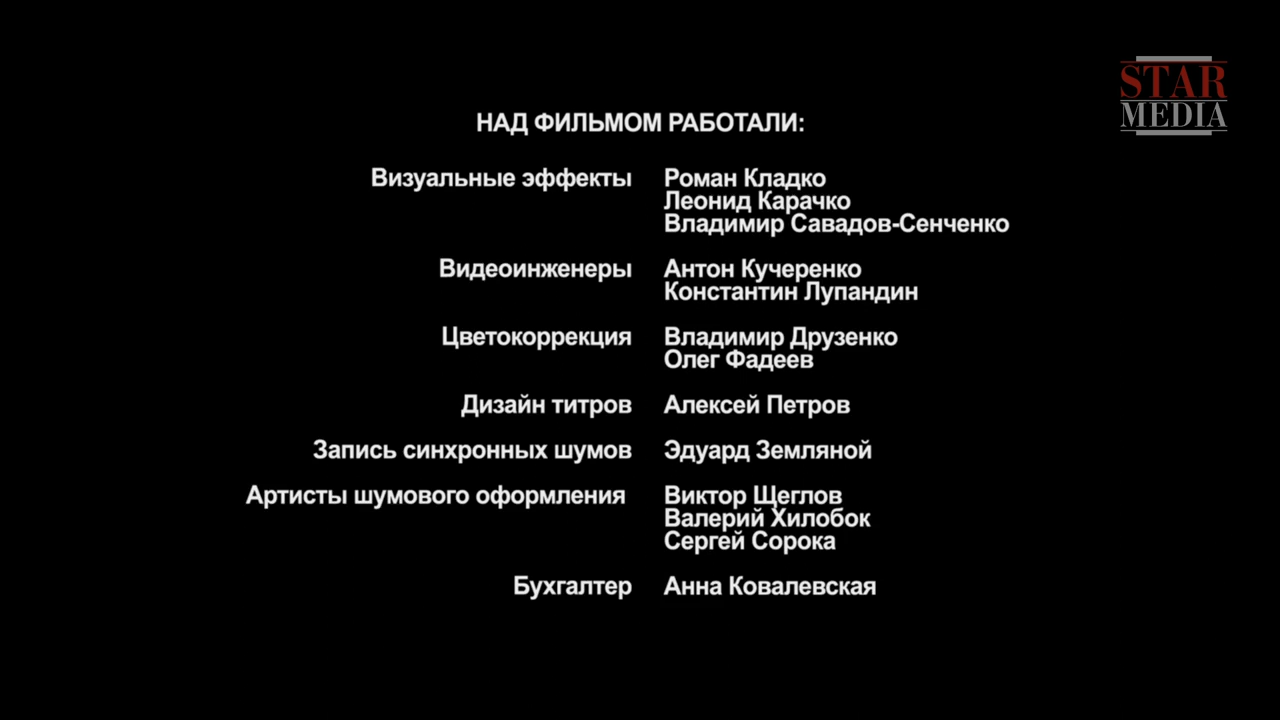 STAR
MEDIA
НАД ФИЛЬМОМ РАБОТАЛИ:
Визуальные эффекты Роман Кладко
Леонид Карачко
Владимир Савадов-Сенченко
Видеоинженеры Антон Кучеренко
Константин Лупандин
Цветокоррекция Владимир Друзенко
Олег Фадеев
Дизайн титров Алексей Петров
Запись синхронных шумов Эдуард Земляной
Артисты шумового оформления Виктор Щеглов
Валерий Хилобок
Сергей Сорока
Бухгалтер Анна Ковалевская